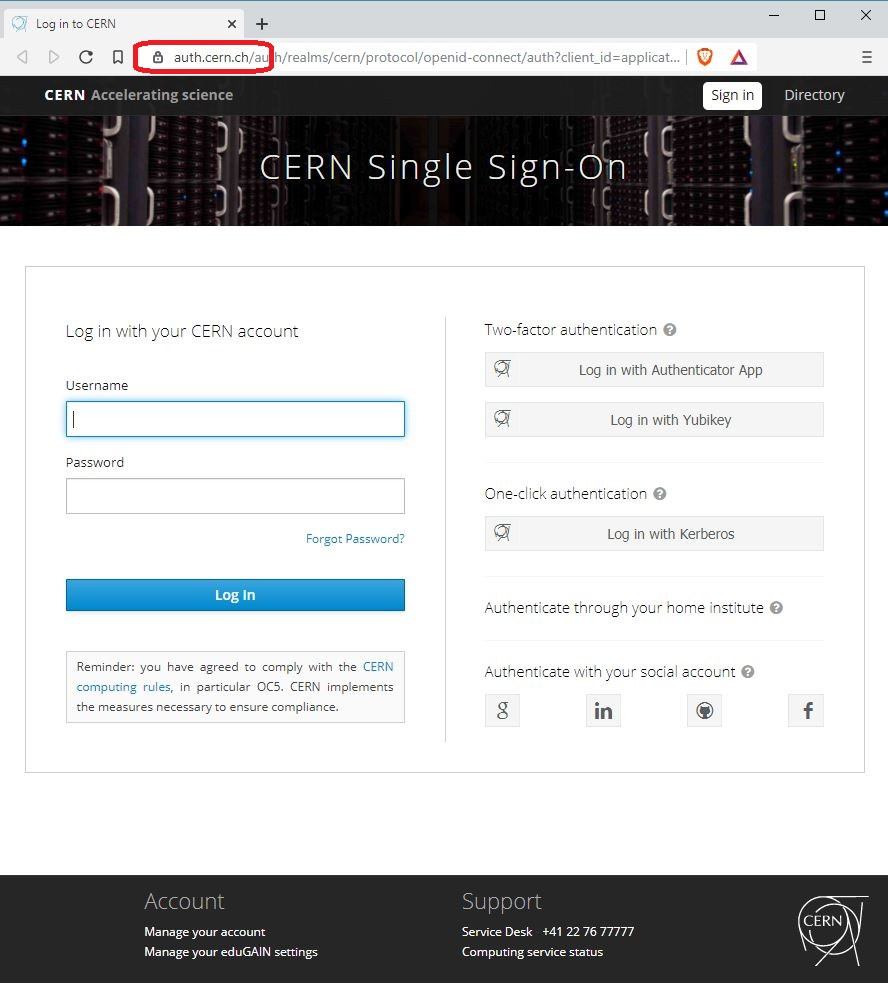 Log in to CERN
auth.cern.ch/auth/realms/cern/protocol/openid-connect/auth?client_id=applicat...
CERN Accelerating science
Sign in
Directory
CERN Single Sign-On
Log in with your CERN account
Username
Password
Forgot Password?
Log In
Reminder: you have agreed to comply with the CERN
computing rules, in particular OC5. CERN implements
the measures necessary to ensure compliance.
Two-factor authentication ?
Log in with Authenticator App
Log in with Yubikey
One-click authentication ?
Log in with Kerberos
Authenticate through your home institute ?
Authenticate with your social account ?
g in f
Account
Manage your account
Manage your eduGAIN settings
Support
Service Desk +41 22 76 77777
Computing service status
CERN